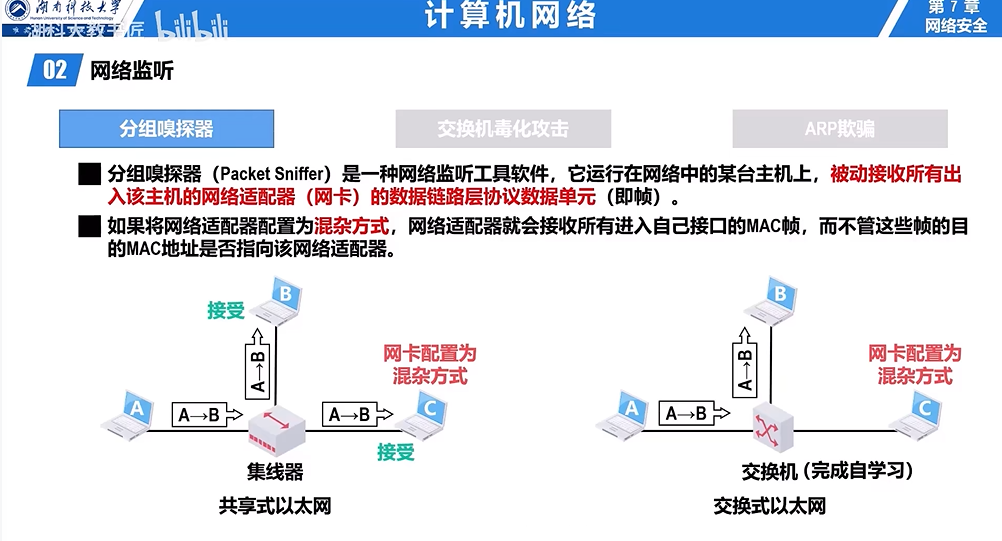 湖南科技大学
Hunan University of Science and Technology
湖科大教书匠 bilibili
计算机网络
第 7 章
网络安全
02 网络监听
分组嗅探器
交换机毒化攻击
ARP欺骗
分组嗅探器（Packet Sniffer）是一种网络监听工具软件，它运行在网络中的某台主机上，被动接收所有出
入该主机的网络适配器（网卡）的数据链路层协议数据单元（即帧）。
如果将网络适配器配置为混杂方式，网络适配器就会接收所有进入自己接口的MAC帧，而不管这些帧的目
的MAC地址是否指向该网络适配器。
B
接受
A→B
网卡配置为
混杂方式
A
A→B
A→B
C
接受
集线器
共享式以太网
B
A→B
网卡配置为
混杂方式
A
A→B
C
交换机（完成自学习）
交换式以太网